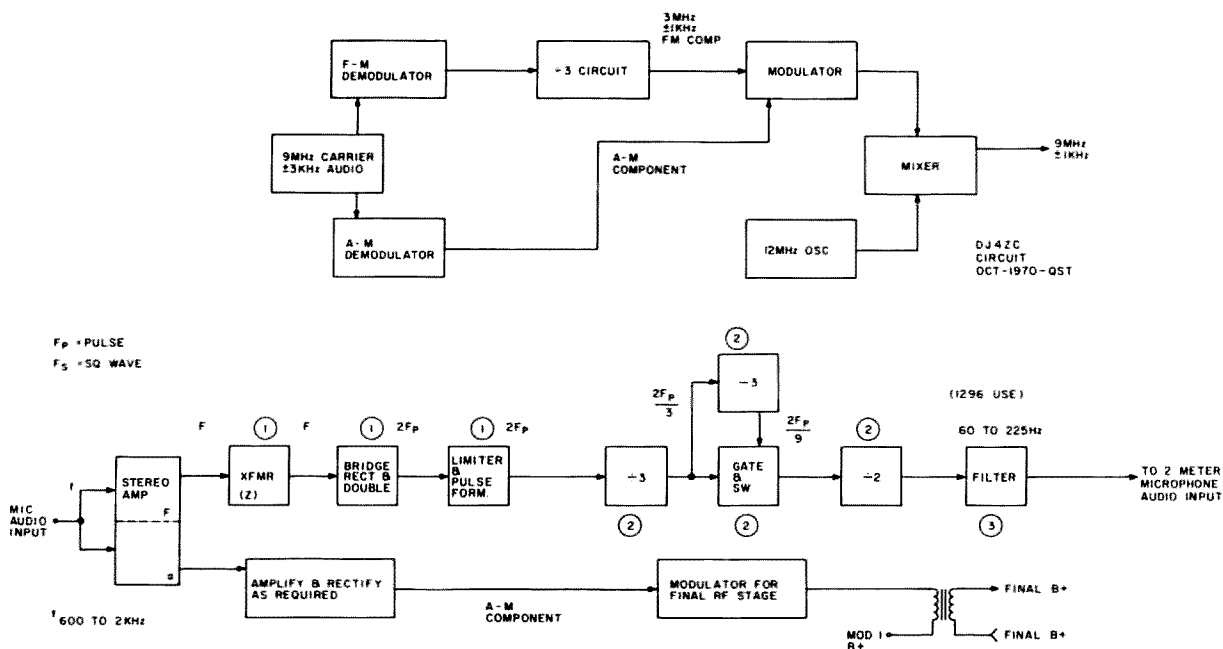 F-M
DEMODULATOR
÷3 CIRCUIT
3MHz
±1KHz
FM COMP
MODULATOR
9MHz CARRIER
±3KHz AUDIO
A-M
COMPONENT
MIXER
9MHz
±1KHz
A-M
DEMODULATOR
12MHz OSC
DJ4ZC
CIRCUIT
OCT-1970-QST
FP =PULSE
FS =SQ WAVE
2
÷3
(1296 USE)
F 1 F 1 2FP 1 2FP
2FP
3
2FP
9
2
60 TO 225Hz
f
STEREO
AMP
F
XFMR
(Z)
BRIDGE
RECT &
DOUBLE
LIMITER
&
PULSE
FORM.
÷3
GATE
&
SW
÷2
FILTER
TO 2 METER
MICROPHONE
AUDIO INPUT
MIC
AUDIO
INPUT
2
2
3
AMPLIFY & RECTIFY
AS REQUIRED
A-M
COMPONENT
MODULATOR FOR
FINAL RF STAGE
FINAL B+
f 600 TO 2KHz
MOD
B+
FINAL B+